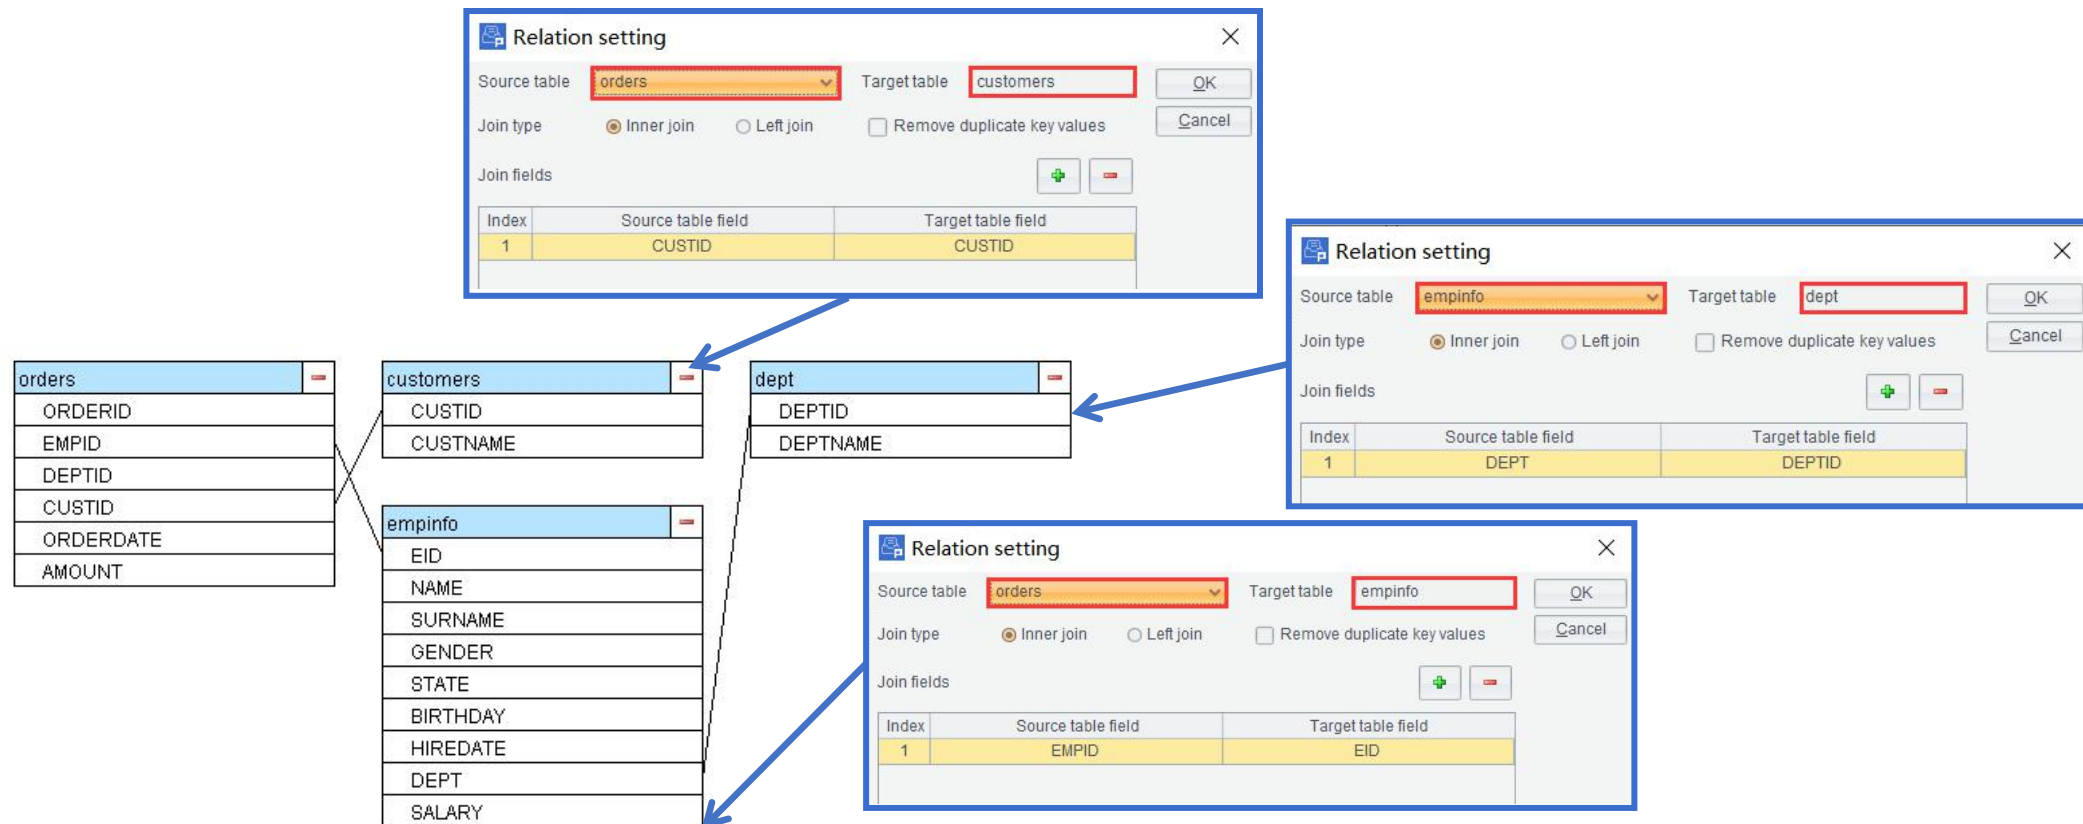 Relation setting
Source table orders Target table customers OK
Join type Inner join Left join Remove duplicate key values Cancel
Join fields
Index Source table field Target table field
1 CUSTID CUSTID
Relation setting
Source table empinfo Target table dept OK
Join type Inner join Left join Remove duplicate key values Cancel
Join fields
Index Source table field Target table field
1 DEPT DEPTID
orders
ORDERID
EMPID
DEPTID
CUSTID
ORDERDATE
AMOUNT
customers
CUSTID
CUSTNAME
dept
DEPTID
DEPTNAME
empinfo
EID
NAME
SURNAME
GENDER
STATE
BIRTHDAY
HIREDATE
DEPT
SALARY
Relation setting
Source table orders Target table empinfo OK
Join type Inner join Left join Remove duplicate key values Cancel
Join fields
Index Source table field Target table field
1 EMPID EID